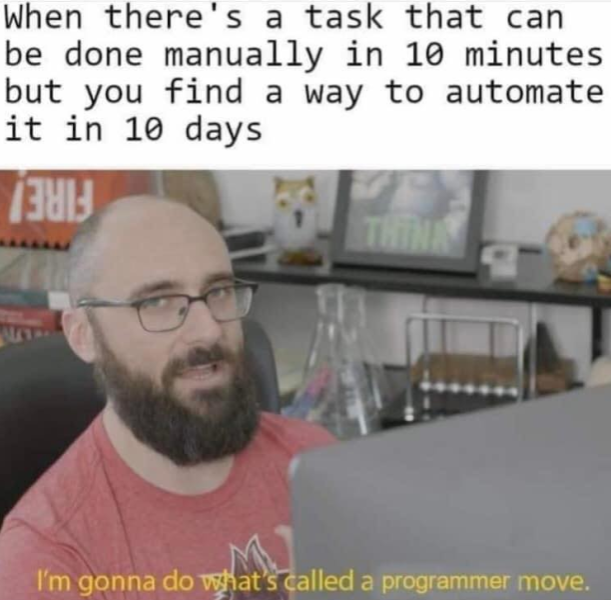 When there's a task that can
be done manually in 10 minutes
but you find a way to automate
it in 10 days
FIRE!
THINK
I'm gonna do what's called a programmer move.